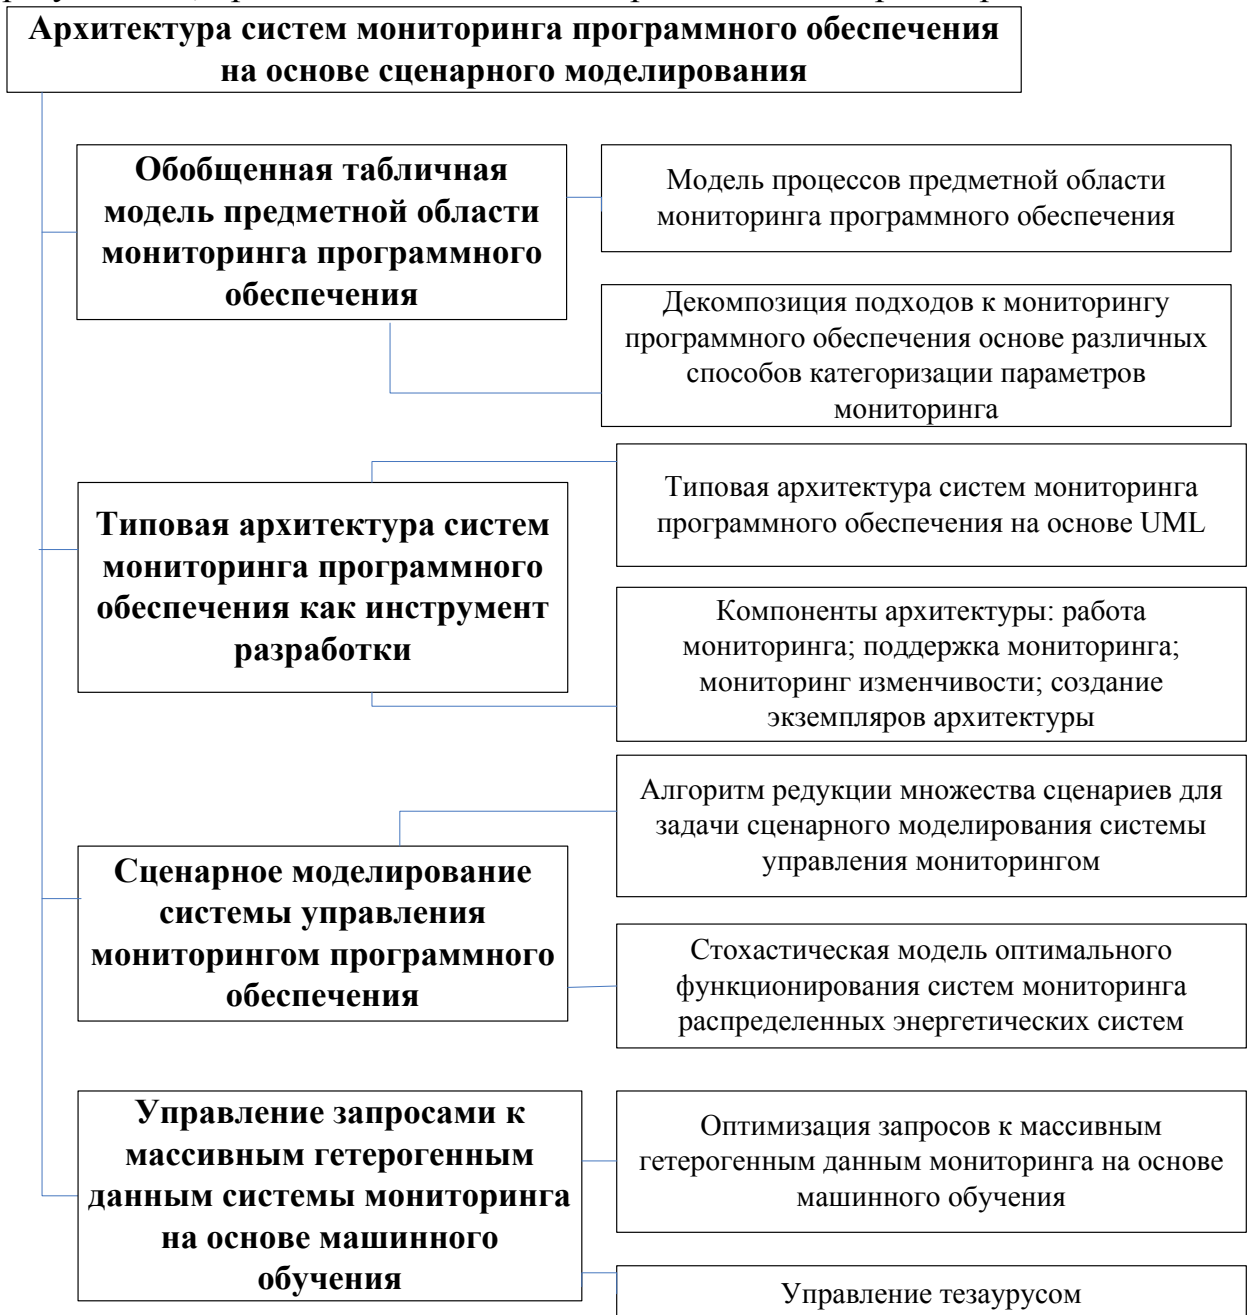 Архитектура систем мониторинга программного обеспечения
на основе сценарного моделирования
Обобщенная табличная
модель предметной области
мониторинга программного
обеспечения
Модель процессов предметной области
мониторинга программного обеспечения
Декомпозиция подходов к мониторингу
программного обеспечения основе различных
способов категоризации параметров
мониторинга
Типовая архитектура систем
мониторинга программного
обеспечения как инструмент
разработки
Типовая архитектура систем мониторинга
программного обеспечения на основе UML
Компоненты архитектуры: работа
мониторинга; поддержка мониторинга;
мониторинг изменчивости; создание
экземпляров архитектуры
Сценарное моделирование
системы управления
мониторингом программного
обеспечения
Алгоритм редукции множества сценариев для
задачи сценарного моделирования системы
управления мониторингом
Стохастическая модель оптимального
функционирования систем мониторинга
распределенных энергетических систем
Управление запросами к
массивным гетерогенным
данным системы мониторинга
на основе машинного
обучения
Оптимизация запросов к массивным
гетерогенным данным мониторинга на основе
машинного обучения
Управление тезаурусом